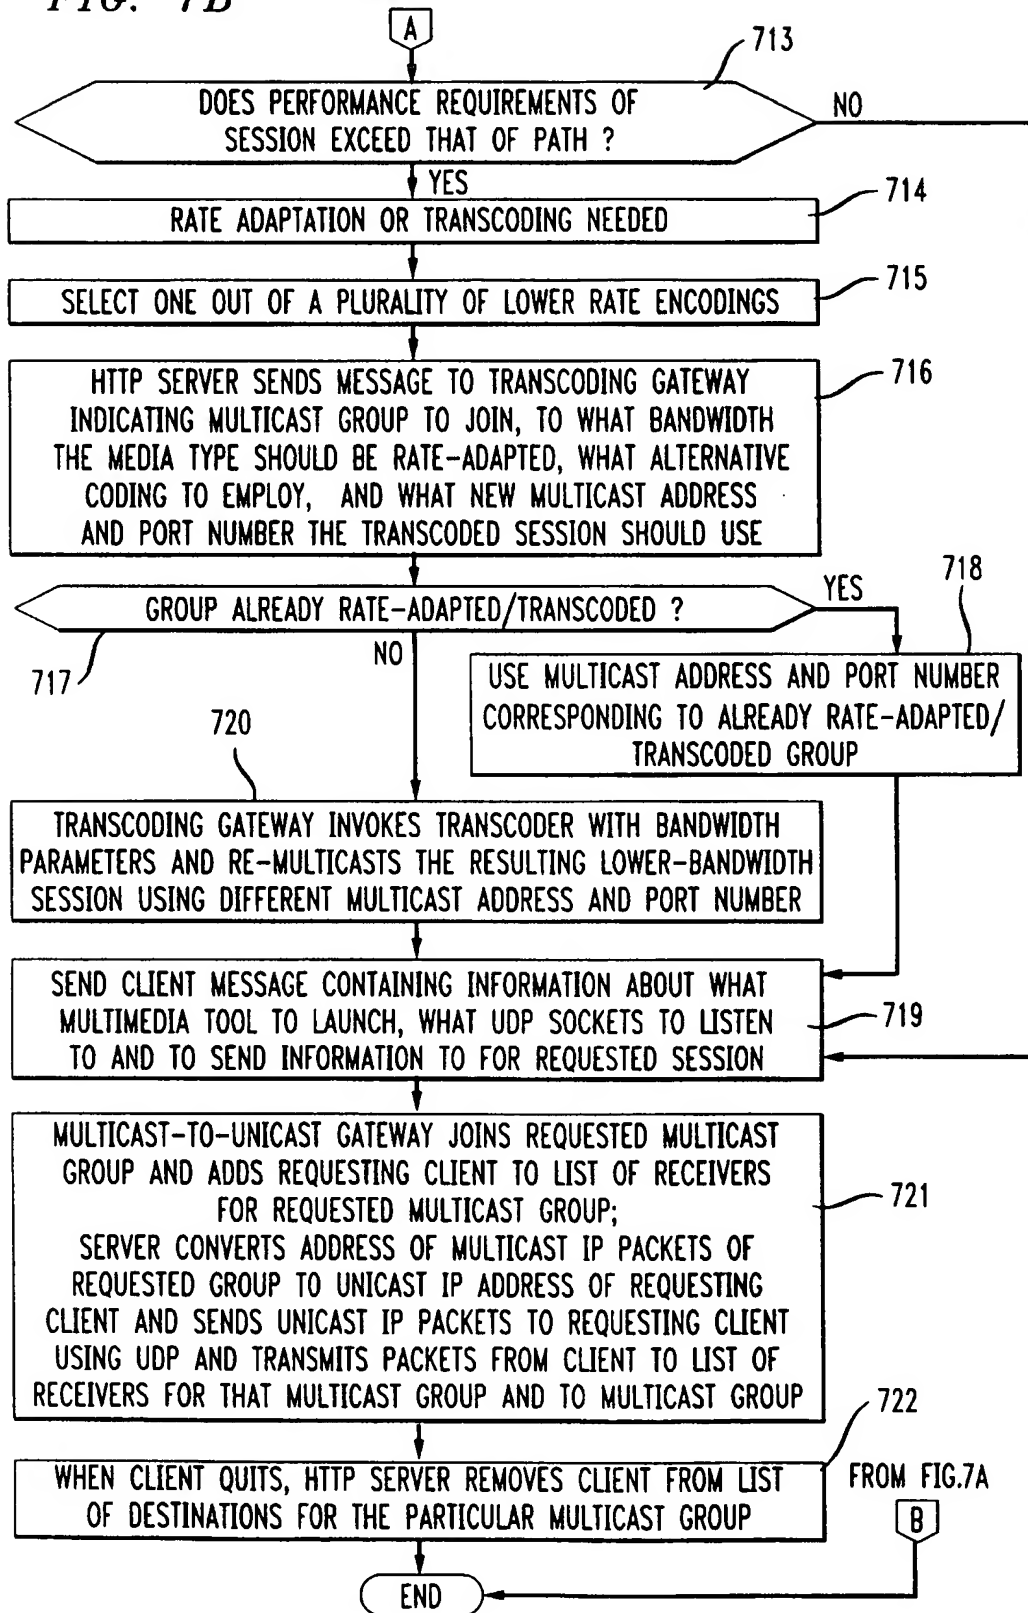 FIG. 7B
A
713
DOES PERFORMANCE REQUIREMENTS OF
SESSION EXCEED THAT OF PATH ?
NO
YES
714
RATE ADAPTATION OR TRANSCODING NEEDED
715
SELECT ONE OUT OF A PLURALITY OF LOWER RATE ENCODINGS
716
HTTP SERVER SENDS MESSAGE TO TRANSCODING GATEWAY
INDICATING MULTICAST GROUP TO JOIN, TO WHAT BANDWIDTH
THE MEDIA TYPE SHOULD BE RATE-ADAPTED, WHAT ALTERNATIVE
CODING TO EMPLOY, AND WHAT NEW MULTICAST ADDRESS
AND PORT NUMBER THE TRANSCODED SESSION SHOULD USE
GROUP ALREADY RATE-ADAPTED/TRANSCODED ?
YES
718
717
NO
USE MULTICAST ADDRESS AND PORT NUMBER
CORRESPONDING TO ALREADY RATE-ADAPTED/
TRANSCODED GROUP
720
TRANSCODING GATEWAY INVOKES TRANSCODER WITH BANDWIDTH
PARAMETERS AND RE-MULTICASTS THE RESULTING LOWER-BANDWIDTH
SESSION USING DIFFERENT MULTICAST ADDRESS AND PORT NUMBER
SEND CLIENT MESSAGE CONTAINING INFORMATION ABOUT WHAT
MULTIMEDIA TOOL TO LAUNCH, WHAT UDP SOCKETS TO LISTEN
TO AND TO SEND INFORMATION TO FOR REQUESTED SESSION
719
MULTICAST-TO-UNICAST GATEWAY JOINS REQUESTED MULTICAST
GROUP AND ADDS REQUESTING CLIENT TO LIST OF RECEIVERS
FOR REQUESTED MULTICAST GROUP;
SERVER CONVERTS ADDRESS OF MULTICAST IP PACKETS OF
REQUESTED GROUP TO UNICAST IP ADDRESS OF REQUESTING
CLIENT AND SENDS UNICAST IP PACKETS TO REQUESTING CLIENT
USING UDP AND TRANSMITS PACKETS FROM CLIENT TO LIST OF
RECEIVERS FOR THAT MULTICAST GROUP AND TO MULTICAST GROUP
721
722
WHEN CLIENT QUITS, HTTP SERVER REMOVES CLIENT FROM LIST
OF DESTINATIONS FOR THE PARTICULAR MULTICAST GROUP
FROM FIG.7A
B
END